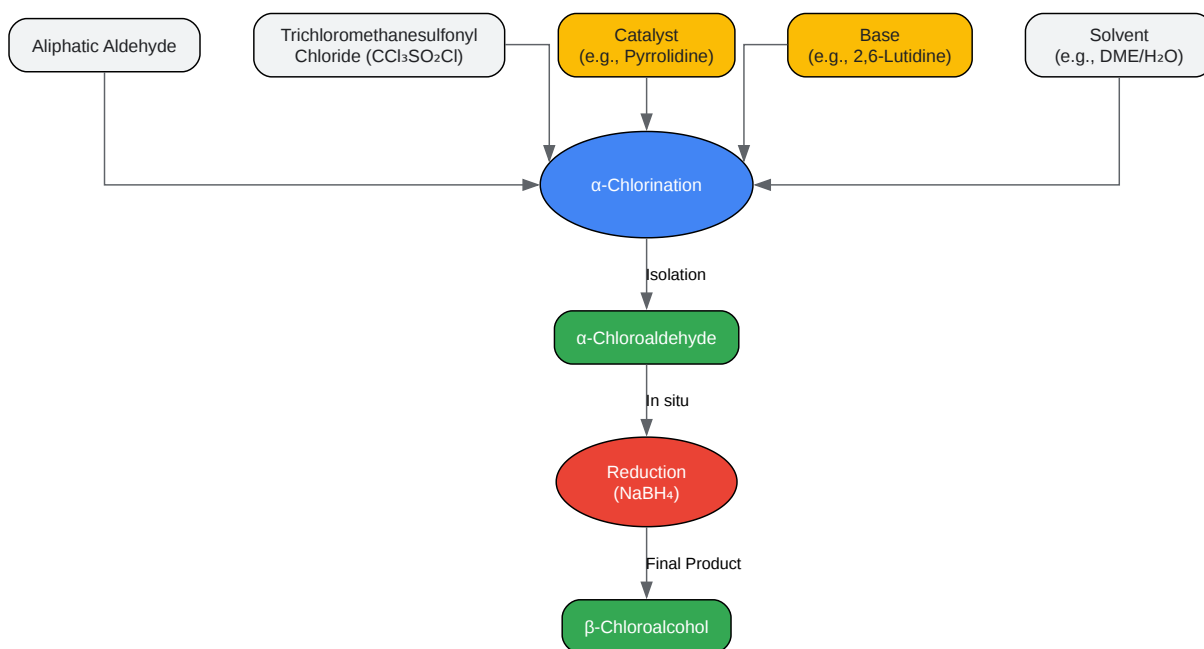 Aliphatic Aldehyde
Trichloromethanesulfonyl
Chloride (CCl₃SO₂Cl)
Catalyst
(e.g., Pyrrolidine)
Base
(e.g., 2,6-Lutidine)
Solvent
(e.g., DME/H₂O)
α-Chlorination
Isolation
α-Chloroaldehyde
In situ
Reduction
(NaBH₄)
Final Product
β-Chloroalcohol